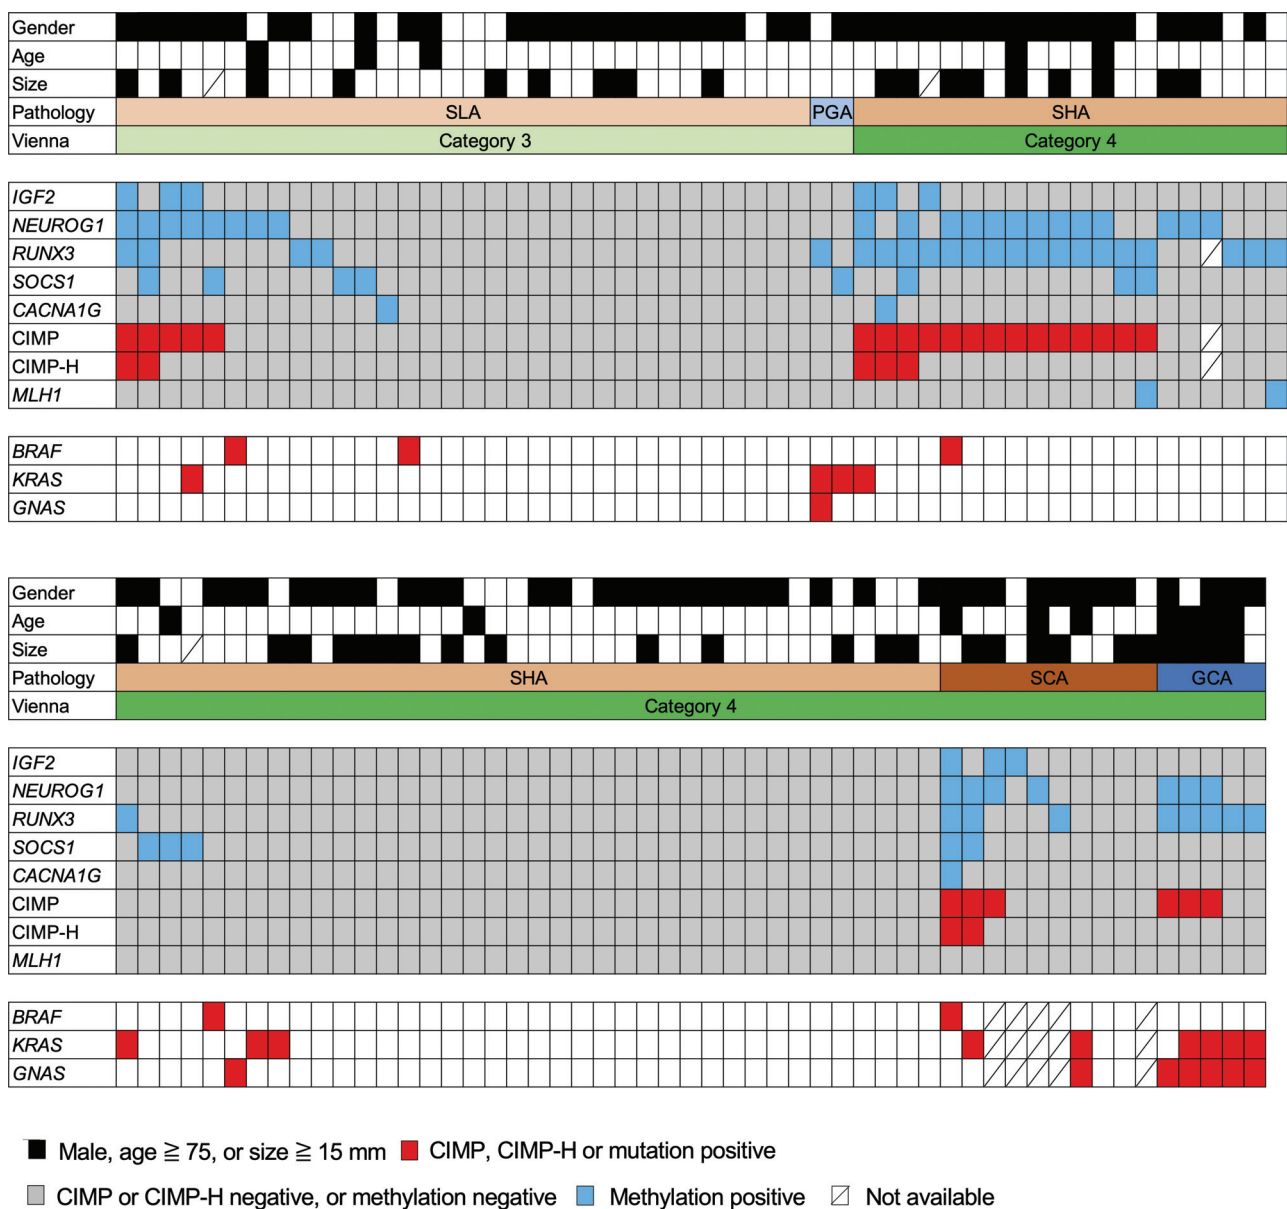 Gender
Age
Size
Pathology SLA PGA SHA
Vienna Category 3 Category 4
IGF2
NEUROG1
RUNX3
SOCS1
CACNA1G
CIMP
CIMP-H
MLH1
BRAF
KRAS
GNAS
Gender
Age
Size
Pathology SHA SCA GCA
Vienna Category 4
IGF2
NEUROG1
RUNX3
SOCS1
CACNA1G
CIMP
CIMP-H
MLH1
BRAF
KRAS
GNAS
Male, age ≧ 75, or size ≧ 15 mm CIMP, CIMP-H or mutation positive
CIMP or CIMP-H negative, or methylation negative Methylation positive Not available